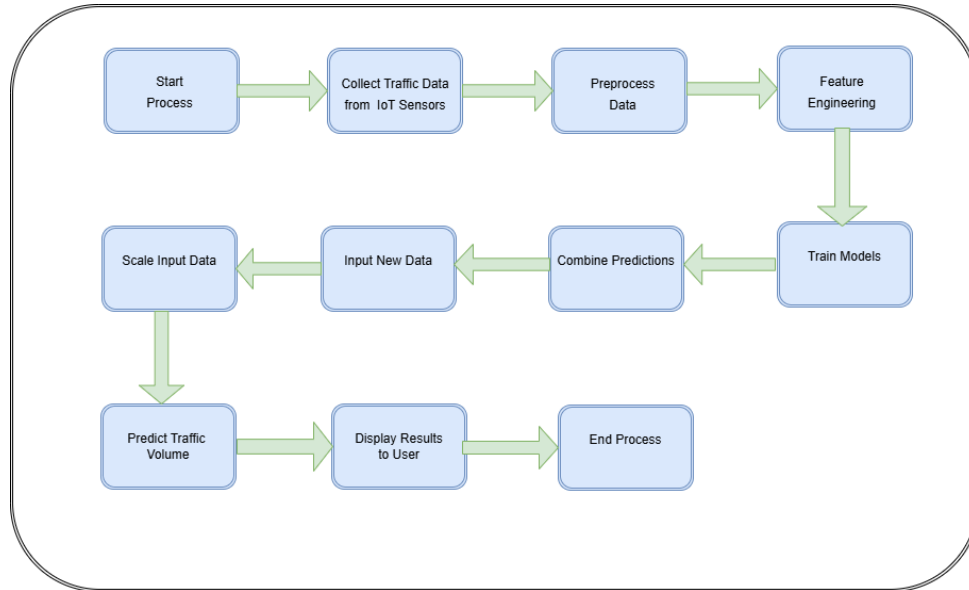 Start
Process
Collect Traffic Data
from IoT Sensors
Preprocess
Data
Feature
Engineering
Scale Input Data
Input New Data
Combine Predictions
Train Models
Predict Traffic
Volume
Display Results
to User
End Process